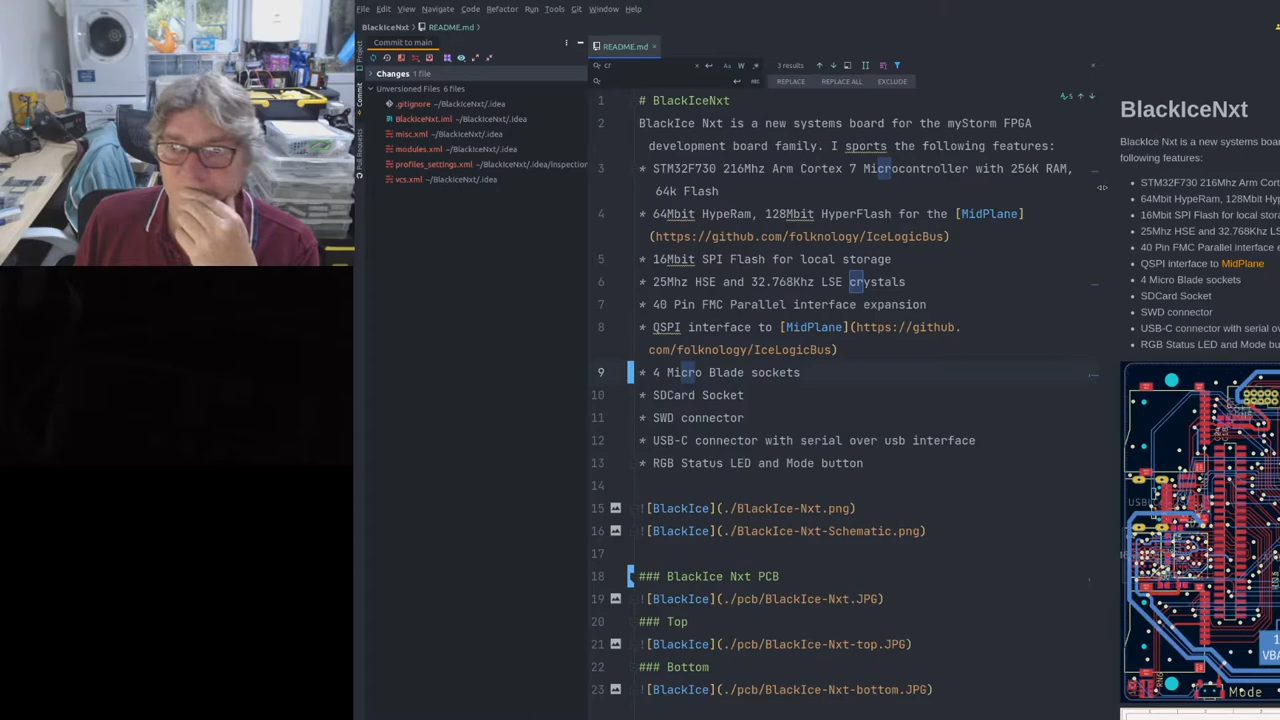 File Edit View Navigate Code Refactor Run Tools Git Window Help
BlackIceNxt README.md
Commit to main
README.md
cr
3 results
REPLACE REPLACE ALL EXCLUDE
Project
Commit
Pull Requests
Changes 1 file
Unversioned Files 6 files
.gitignore ~/BlackIceNxt/.idea
BlackIceNxt.iml ~/BlackIceNxt/.idea
misc.xml ~/BlackIceNxt/.idea
modules.xml ~/BlackIceNxt/.idea
profiles_settings.xml ~/BlackIceNxt/.idea/inspection
vcs.xml ~/BlackIceNxt/.idea
1 # BlackIceNxt
2 BlackIce Nxt is new systems board for the myStorm FPGA
development board family. I sports the following features:
3 * STM32F730 216Mhz Arm Cortex 7 Microcontroller with 256K RAM,
64k Flash
4 * 64Mbit HypeRam, 128Mbit HyperFlash for the [MidPlane]
(https://github.com/folknology/IceLogicBus)
5 * 16Mbit SPI Flash for local storage
6 * 25Mhz HSE and 32.768Khz LSE crystals
7 * 40 Pin FMC Parallel interface expansion
8 * QSPI interface to [MidPlane](https://github.
com/folknology/IceLogicBus)
9 * 4 Micro Blade sockets
10 * SDCard Socket
11 * SWD connector
12 * USB-C connector with serial over usb interface
13 * RGB Status LED and Mode button
14
15 ![BlackIce](./BlackIce-Nxt.png)
16 ![BlackIce](./BlackIce-Nxt-Schematic.png)
17
18 ### BlackIce Nxt PCB
19 ![BlackIce](./pcb/BlackIce-Nxt.JPG)
20 ### Top
21 ![BlackIce](./pcb/BlackIce-Nxt-top.JPG)
22 ### Bottom
23 ![BlackIce](./pcb/BlackIce-Nxt-bottom.JPG)
5
BlackIceNxt
BlackIce Nxt is a new systems board
following features:
STM32F730 216Mhz Arm Cort
64Mbit HypeRam, 128Mbit Hy
16Mbit SPI Flash for local stor
25Mhz HSE and 32.768Khz LS
40 Pin FMC Parallel interface e
QSPI interface to MidPlane
4 Micro Blade sockets
SDCard Socket
SWD connector
USB-C connector with serial ov
RGB Status LED and Mode bu
USB
1
VBA
Mode